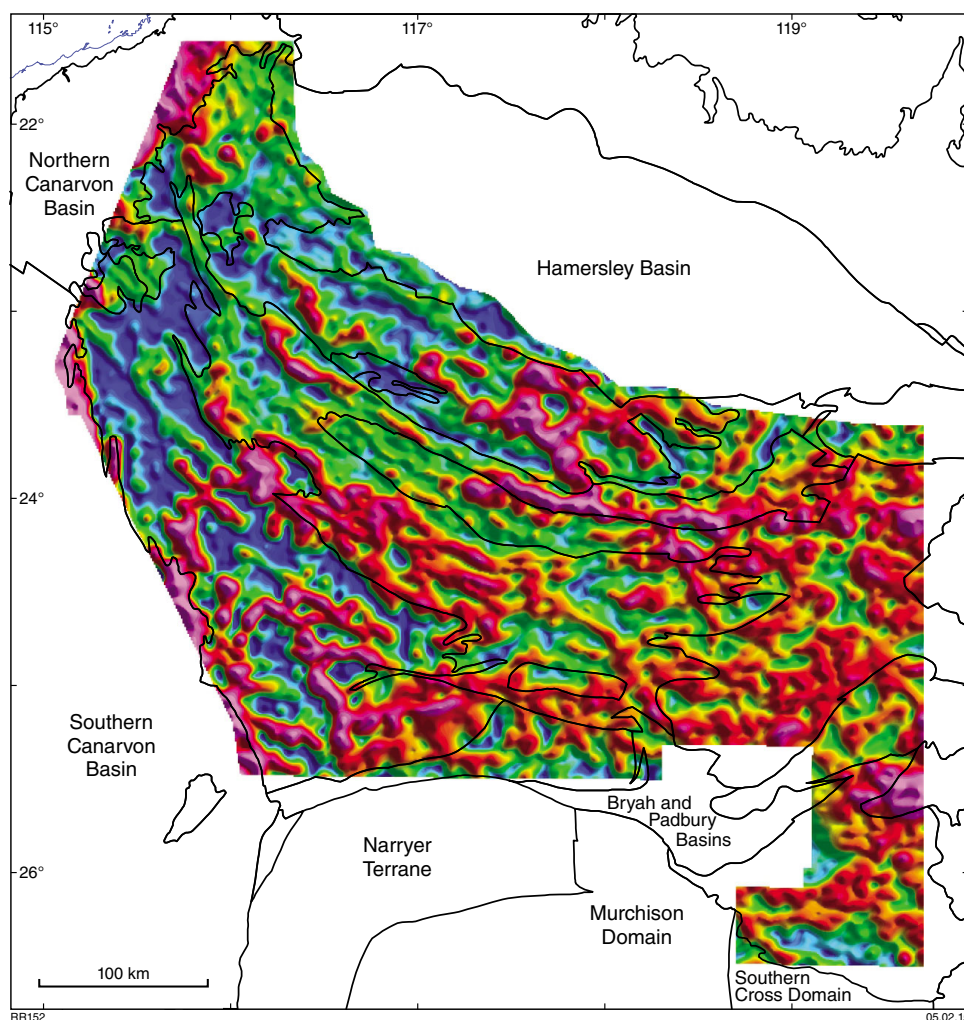 115°
117°
119°
22°
Northern
Canarvon
Basin
Hamersley Basin
24°
Southern
Canarvon
Basin
Bryah and
Padbury
Basins
Narryer
Terrane
26°
Murchison
Domain
100 km
Southern
Cross Domain
RR152